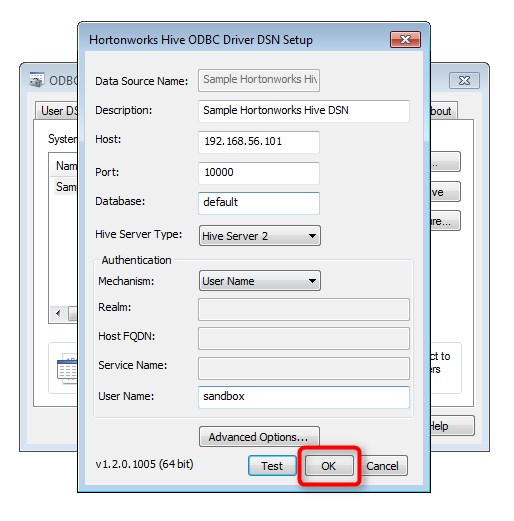 Hortonworks Hive ODBC Driver DSN Setup
ODBC
User DS
bout
System
Nam
Sam
ve
re...
ct to
rs
Help
Data Source Name: Sample Hortonworks Hiv
Description: Sample Hortonworks Hive DSN
Host: 192.168.56.101
Port: 10000
Database: default
Hive Server Type: Hive Server 2
Authentication
Mechanism: User Name
Realm:
Host FQDN:
Service Name:
User Name: sandbox
Advanced Options...
v1.2.0.1005 (64 bit)
Test
OK
Cancel